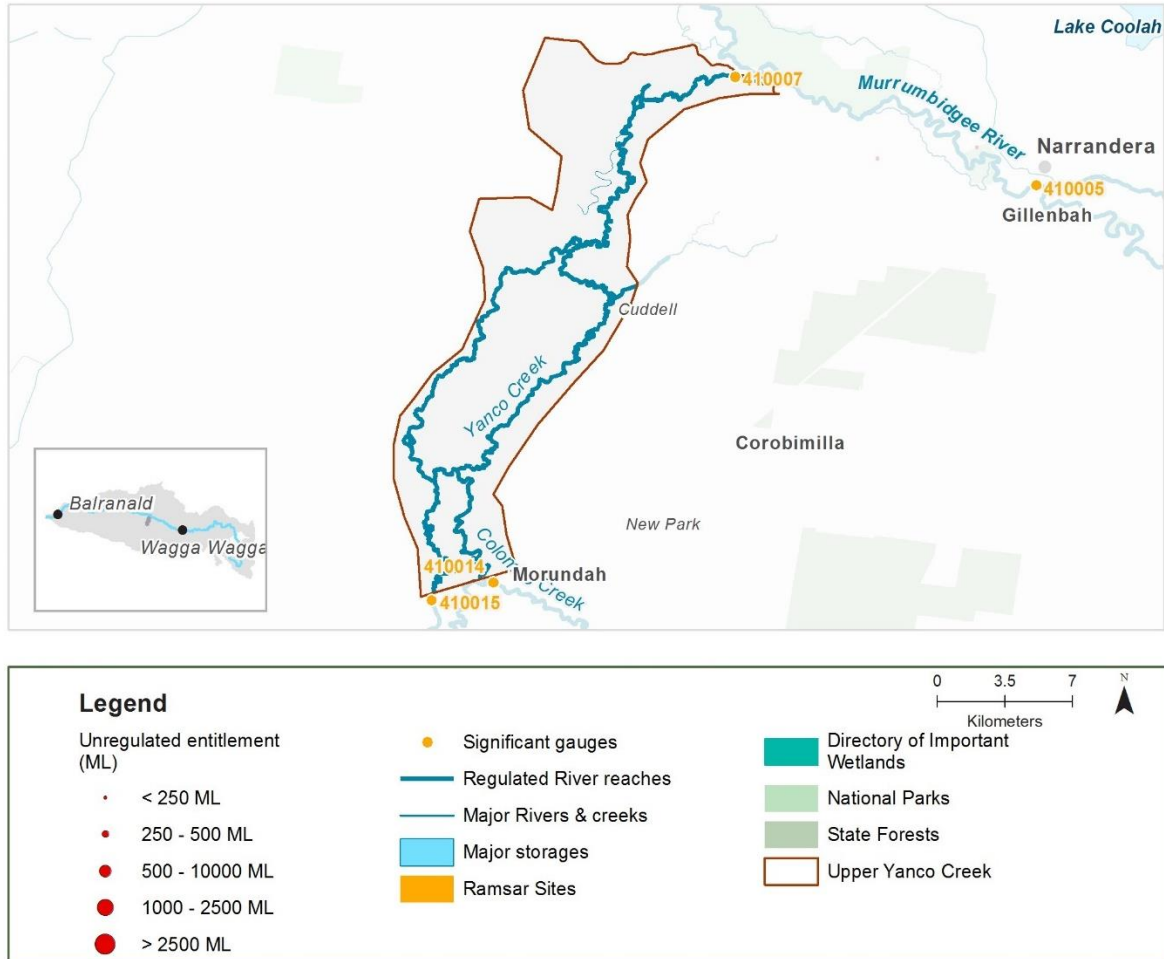 Lake Coolah
410007
Murrumbidgee River
Narrandera
410005
Gillenbah
Cuddell
Yanco Creek
Corobimilla
New Park
Colombo Creek
410014
Morundah
410015
Balranald
Wagga Wagga
Legend
Unregulated entitlement
(ML)
< 250 ML
250 - 500 ML
500 - 10000 ML
1000 - 2500 ML
> 2500 ML
Significant gauges
Regulated River reaches
Major Rivers & creeks
Major storages
Ramsar Sites
0 3.5 7
Kilometers
N
Directory of Important
Wetlands
National Parks
State Forests
Upper Yanco Creek